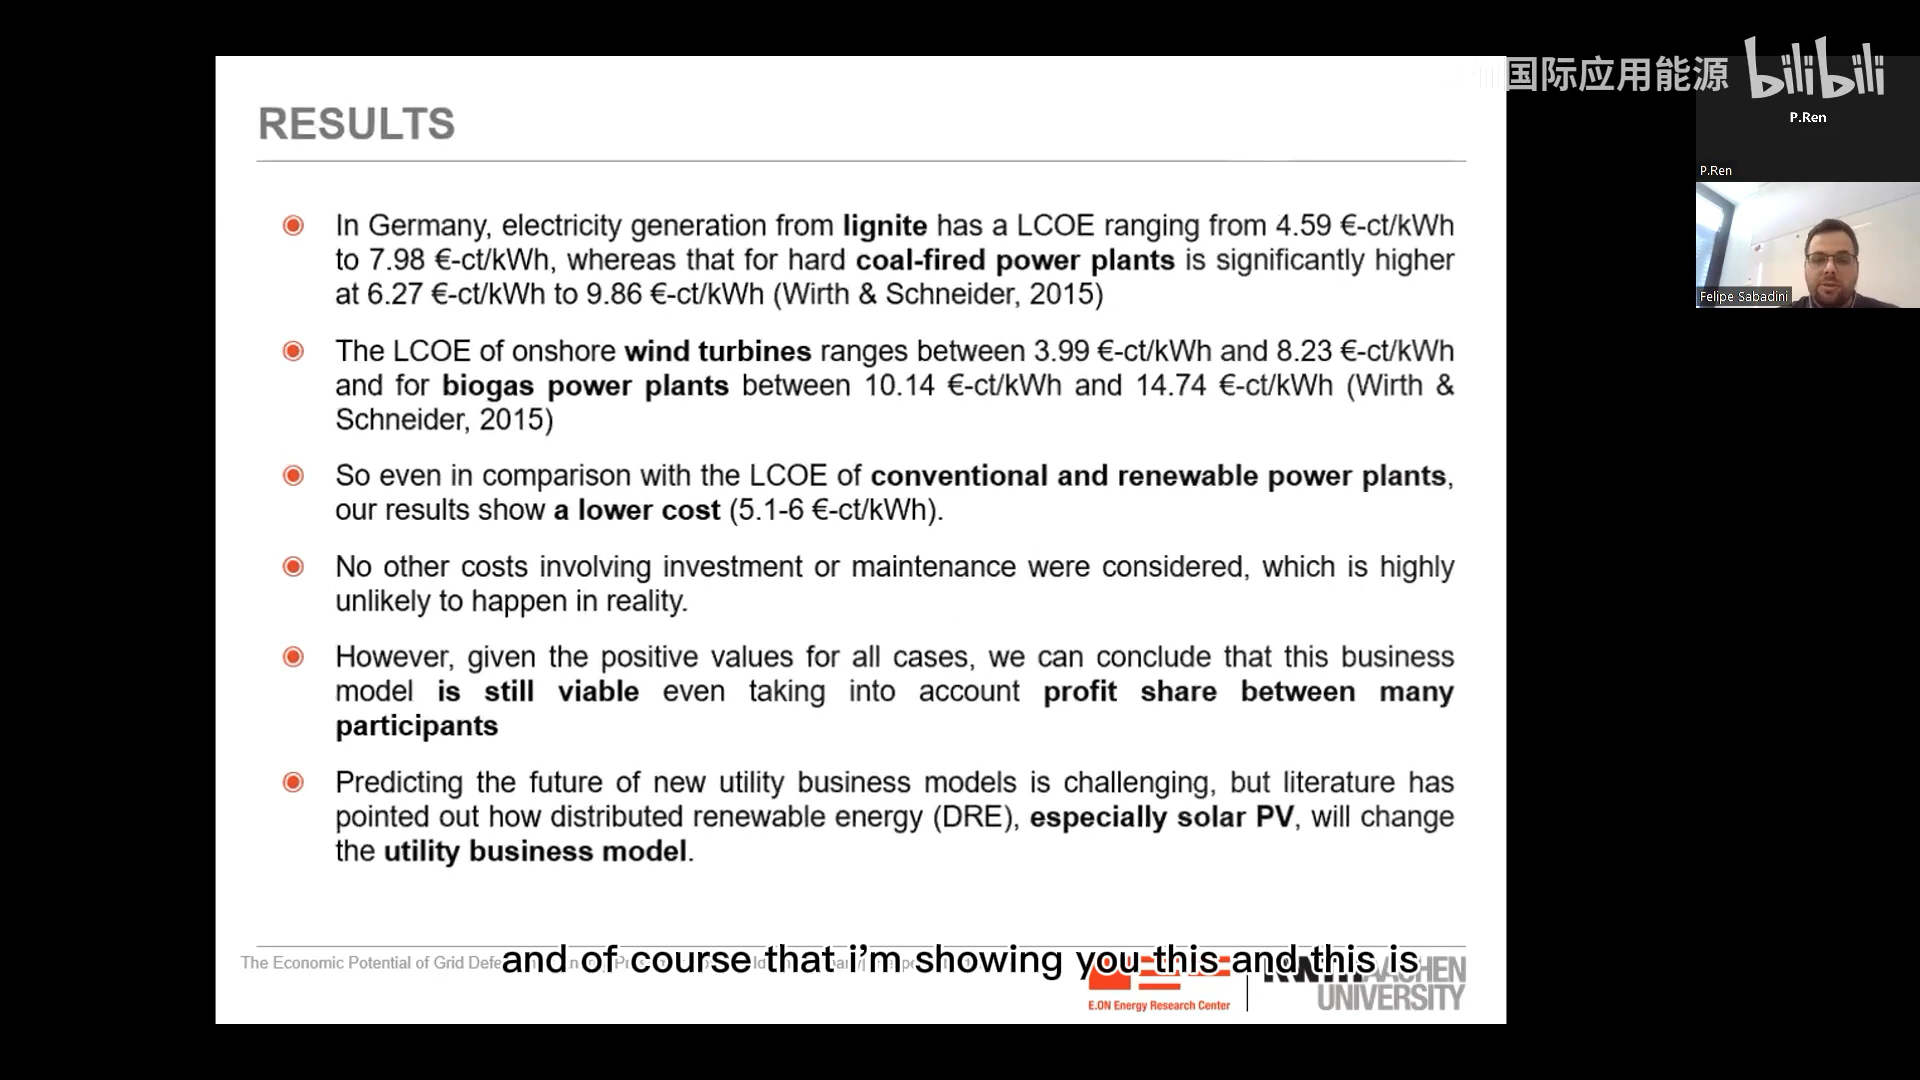 RESULTS
In Germany, electricity generation from lignite has a LCOE ranging from 4.59 €-ct/kWh
to 7.98 €-ct/kWh, whereas that for hard coal-fired power plants is significantly higher
at 6.27 €-ct/kWh to 9.86 €-ct/kWh (Wirth & Schneider, 2015)
The LCOE of onshore wind turbines ranges between 3.99 €-ct/kWh and 8.23 €-ct/kWh
and for biogas power plants between 10.14 €-ct/kWh and 14.74 €-ct/kWh (Wirth &
Schneider, 2015)
So even in comparison with the LCOE of conventional and renewable power plants,
our results show a lower cost (5.1-6 €-ct/kWh).
No other costs involving investment or maintenance were considered, which is highly
unlikely to happen in reality.
However, given the positive values for all cases, we can conclude that this business
model is still viable even taking into account profit share between many
participants
Predicting the future of new utility business models is challenging, but literature has
pointed out how distributed renewable energy (DRE), especially solar PV, will change
the utility business model.
The Economic Potential of Grid
and of course that i'm showing you this and this is
E.ON Energy Research Center
RWTH AACHEN
UNIVERSITY
国际应用能源 bilibili
P.Ren
P.Ren
Felipe Sabadini